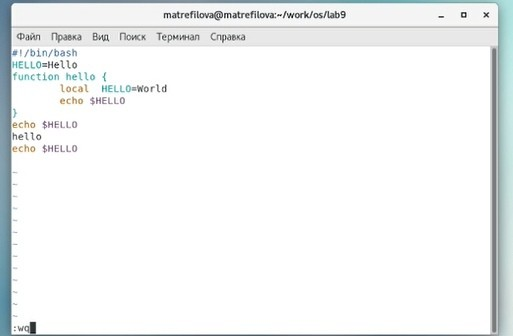 matrefilova@matrefilova:~/work/os/lab9
Файл Правка Вид Поиск Терминал Справка
#!/bin/bash
HELLO=Hello
function hello {
        local  HELLO=World
        echo $HELLO
}
echo $HELLO
hello
echo $HELLO
~
~
~
~
~
~
~
~
~
~
~
~
~
:wq